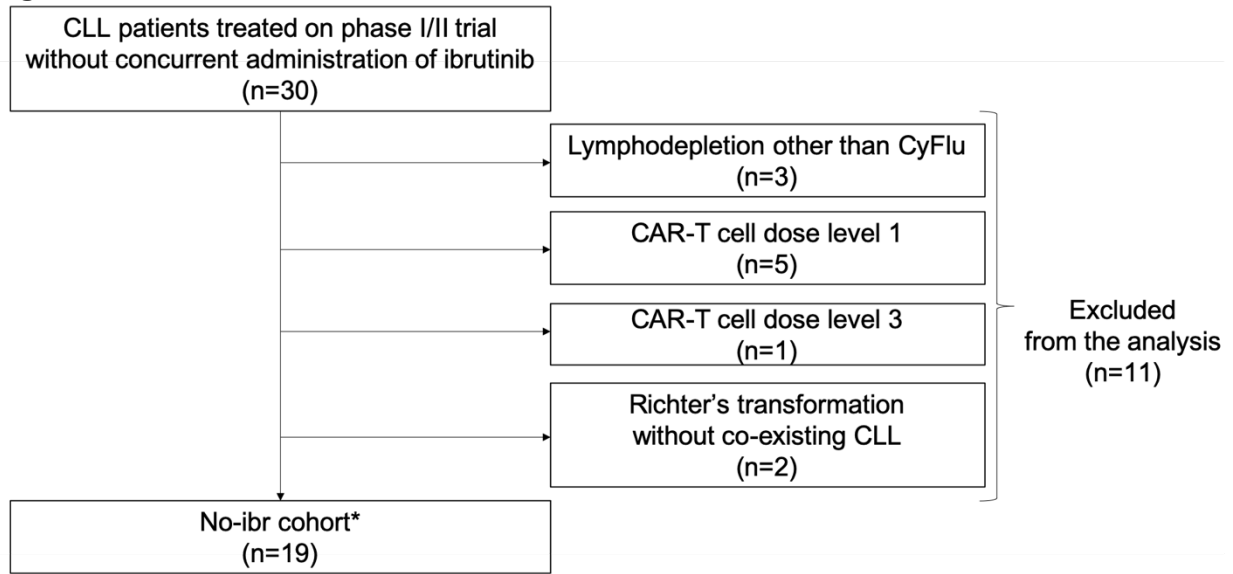 CLL patients treated on phase I/II trial
without concurrent administration of ibrutinib
(n=30)
Lymphodepletion other than CyFlu
(n=3)
CAR-T cell dose level 1
(n=5)
CAR-T cell dose level 3
(n=1)
Richter's transformation
without co-existing CLL
(n=2)
Excluded
from the analysis
(n=11)
No-ibr cohort*
(n=19)